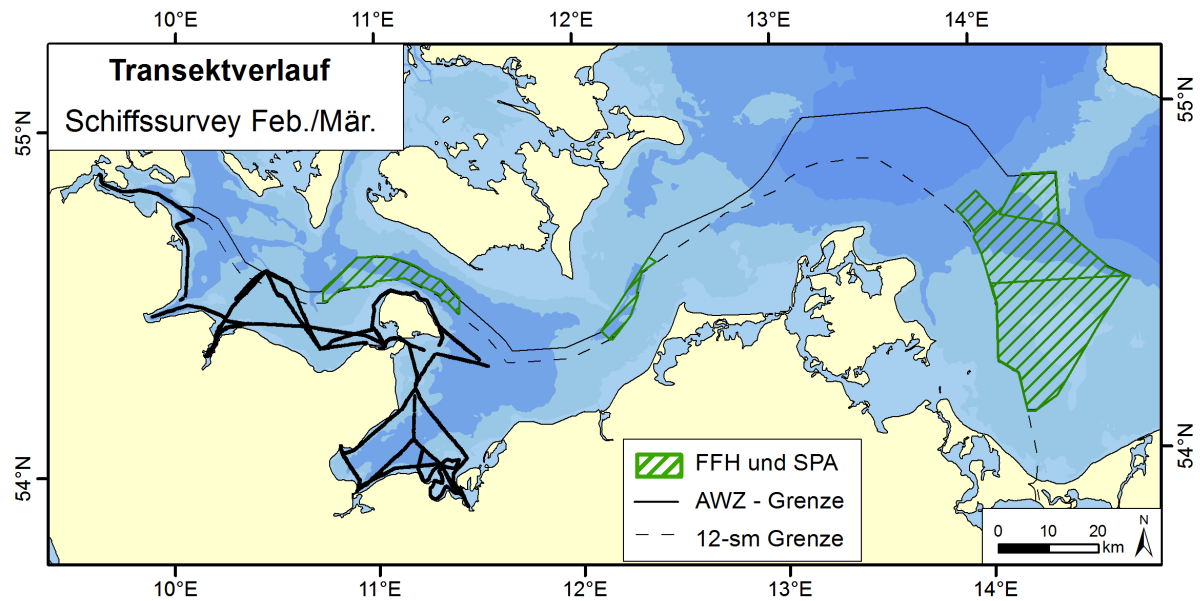 10°E 11°E 12°E 13°E 14°E
Transektverlauf
Schiffssurvey Feb./Mär.
55°N
55°N
54°N
54°N
FFH und SPA
AWZ - Grenze
12-sm Grenze
N
0 10 20
km
10°E 11°E 12°E 13°E 14°E